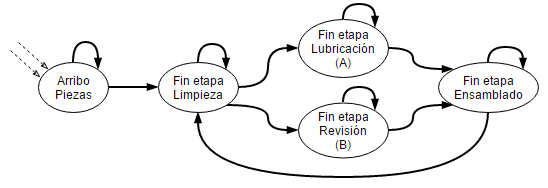 Arribo
Piezas
Fin etapa
Limpieza
Fin etapa
Lubricación
(A)
Fin etapa
Revisión
(B)
Fin etapa
Ensamblado